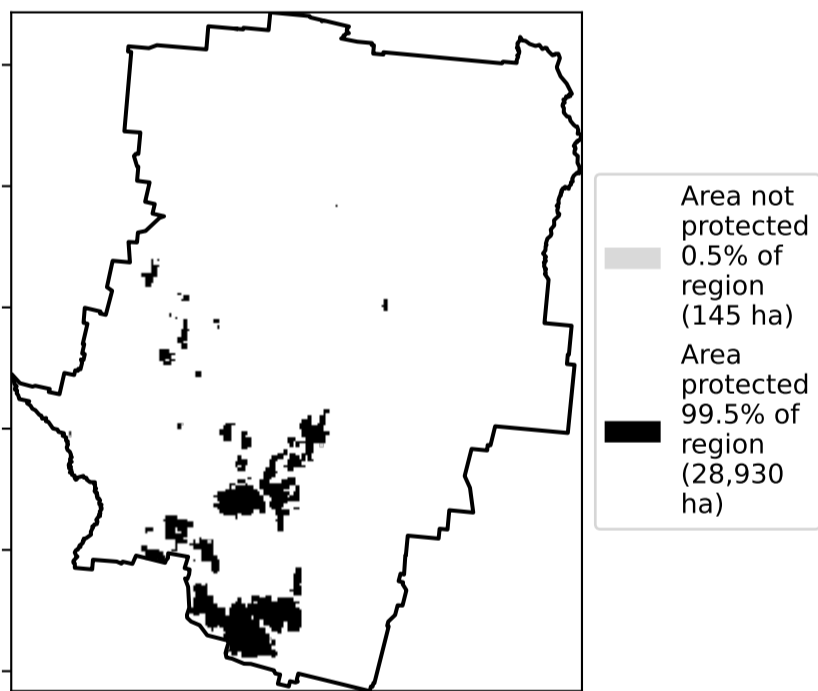 Area not
protected
0.5% of
region
(145 ha)
Area
protected
99.5% of
region
(28,930
ha)